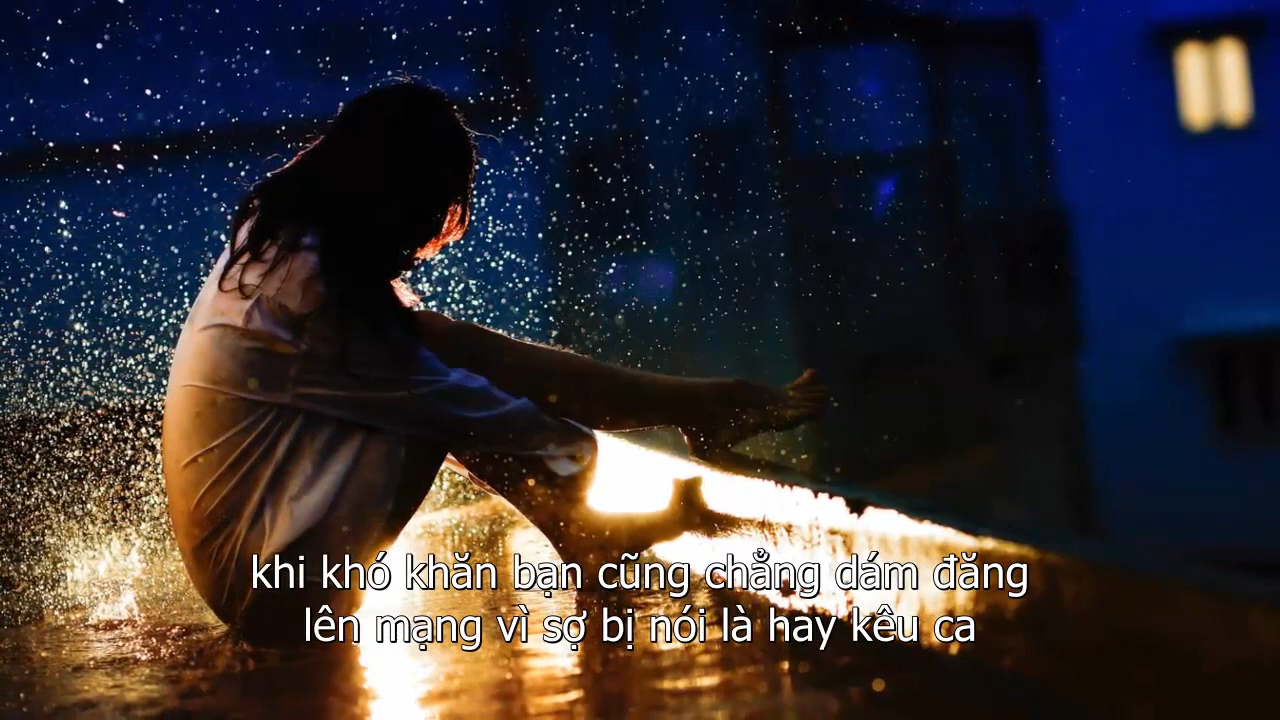 khi khó khăn bạn cũng chẳng dám đăng
lên mạng vì sợ bị nói là hay kêu ca